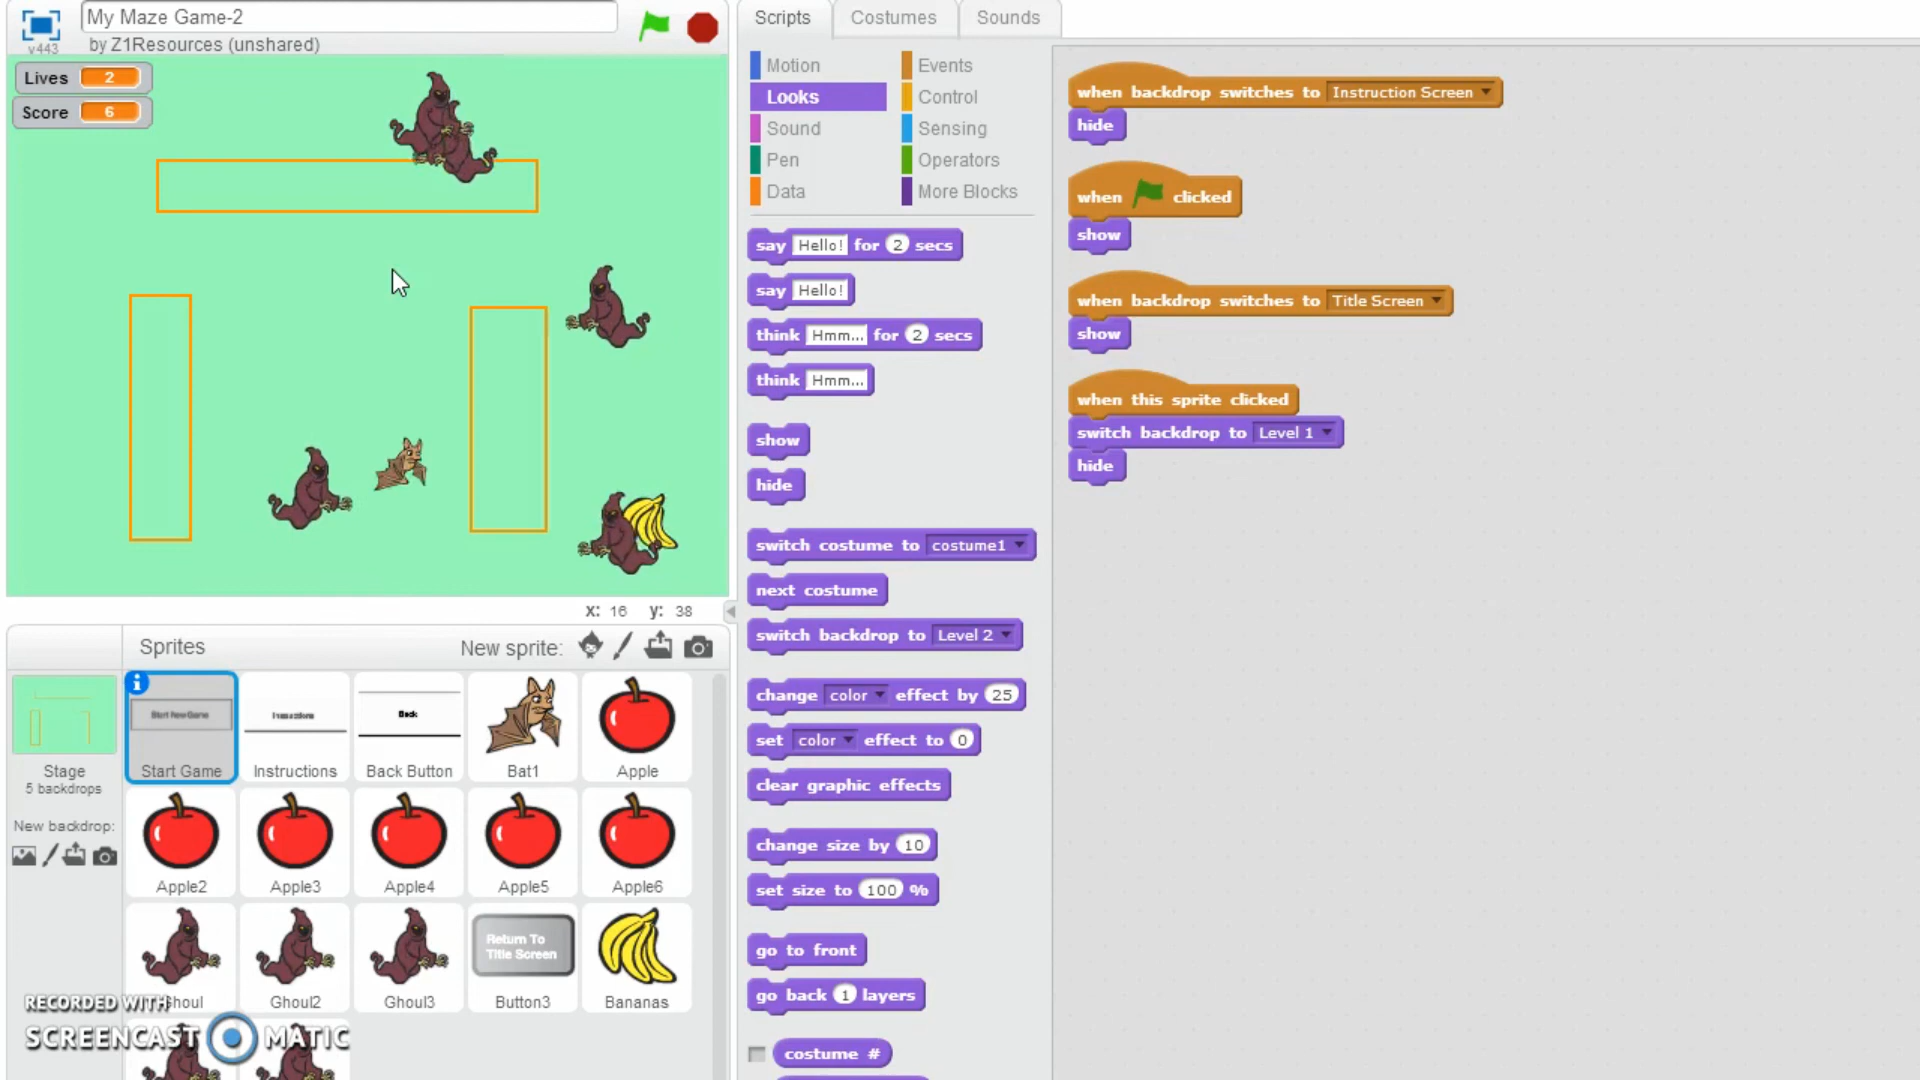 My Maze Game-2
v443
by Z1Resources (unshared)
Lives 2
Score 6
x: 16 y: 38
Sprites
New sprite:
Start New Game
Start Game
Instructions
Instructions
Back
Back Button
Bat1
Apple
Stage
5 backdrops
New backdrop:
Apple2
Apple3
Apple4
Apple5
Apple6
Ghoul
Ghoul2
Ghoul3
Return To
Title Screen
Button3
Bananas
RECORDED WITH
SCREENCAST MATIC
Scripts
Costumes
Sounds
Motion
Looks
Sound
Pen
Data
Events
Control
Sensing
Operators
More Blocks
say Hello! for 2 secs
say Hello!
think Hmm... for 2 secs
think Hmm...
show
hide
switch costume to costume1
next costume
switch backdrop to Level 2
change color effect by 25
set color effect to 0
clear graphic effects
change size by 10
set size to 100 %
go to front
go back 1 layers
costume #
when backdrop switches to Instruction Screen
hide
when clicked
show
when backdrop switches to Title Screen
show
when this sprite clicked
switch backdrop to Level 1
hide